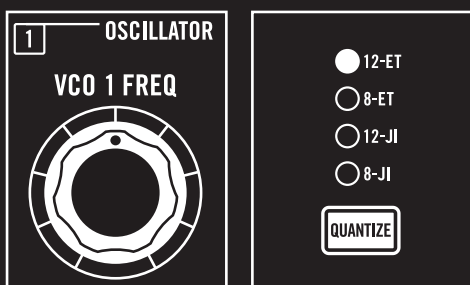 1
OSCILLATOR
VCO 1 FREQ
12-ET
8-ET
12-JI
8-JI
QUANTIZE